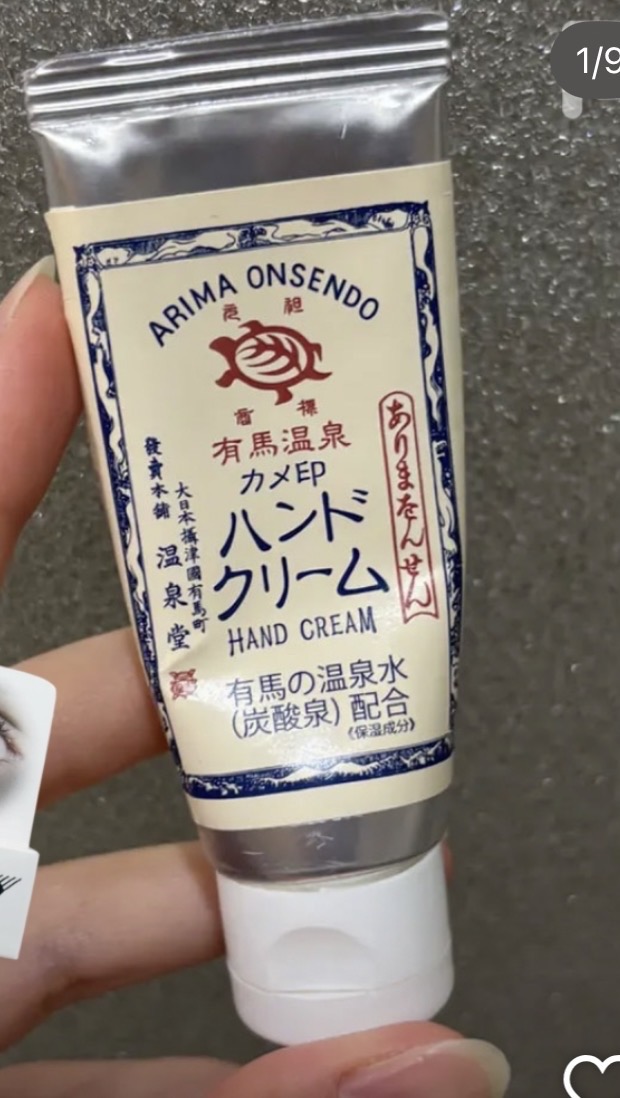 1/9
ARIMA ONSENDO
商標
有馬温泉
カメEP
ハンド
クリーム
HAND CREAM
有馬の温泉水
(炭酸泉) 配合
《保湿成分》
ありまたんせん
大日本攝津國有馬町
發賣本舗
温泉堂